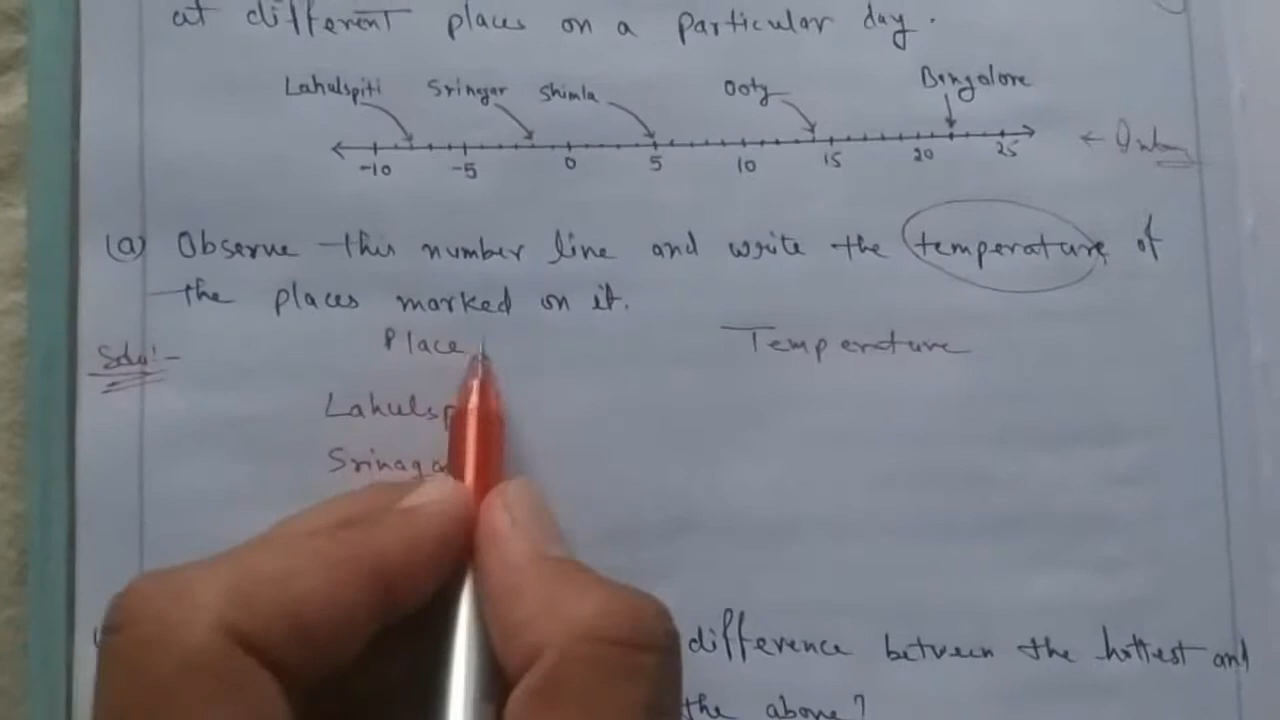 at different places on a particular day.
Lahulspiti Srinagar Shimla Ooty Bangalore
-10 -5 0 5 10 15 20 25
(a) Observe this number line and write the temperature of
the places marked on it.
Soln:- Place Temperature
Lahulsp
Srinaga
difference between the hottest and
the above?